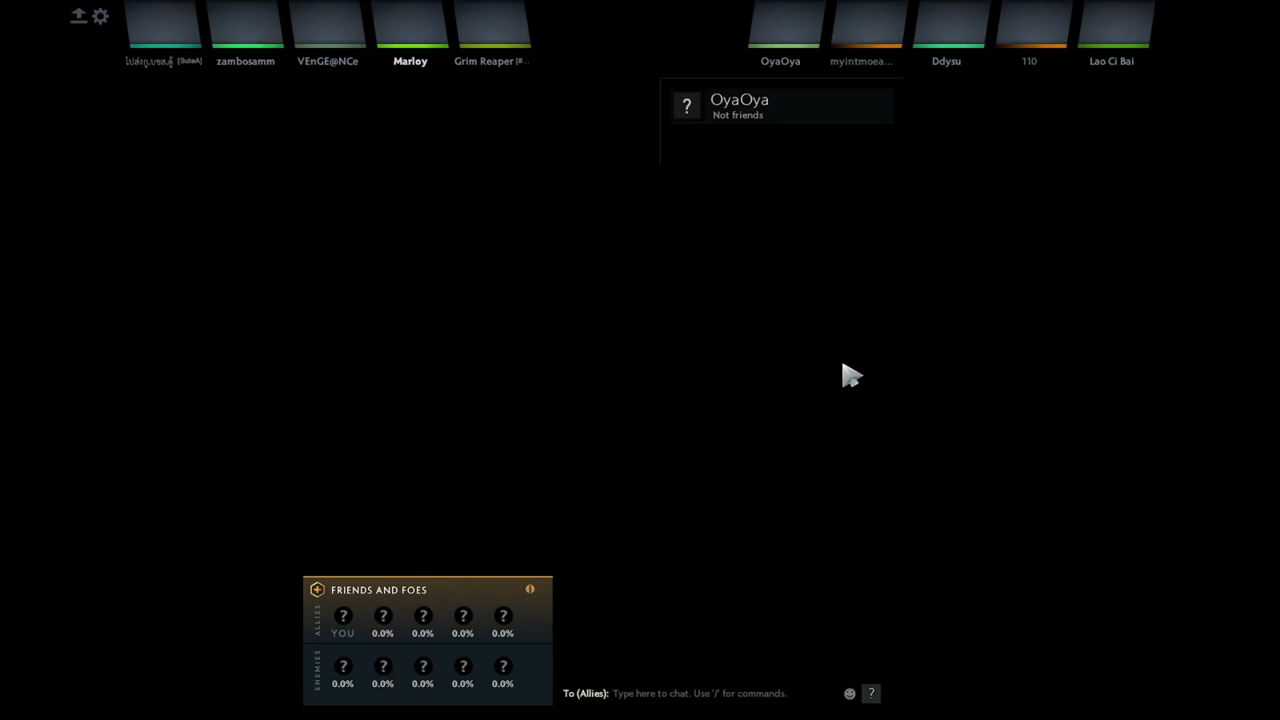 [SuteA]
zambosamm
VEnGE@NCe
Marloy
Grim Reaper [#...
OyaOya
myintmoea...
Ddysu
110
Lao Ci Bai
? OyaOya
Not friends
FRIENDS AND FOES
ALLIES
? ? ? ? ?
YOU 0.0% 0.0% 0.0% 0.0%
ENEMIES
? ? ? ? ?
0.0% 0.0% 0.0% 0.0% 0.0%
To (Allies): Type here to chat. Use '/' for commands. ?